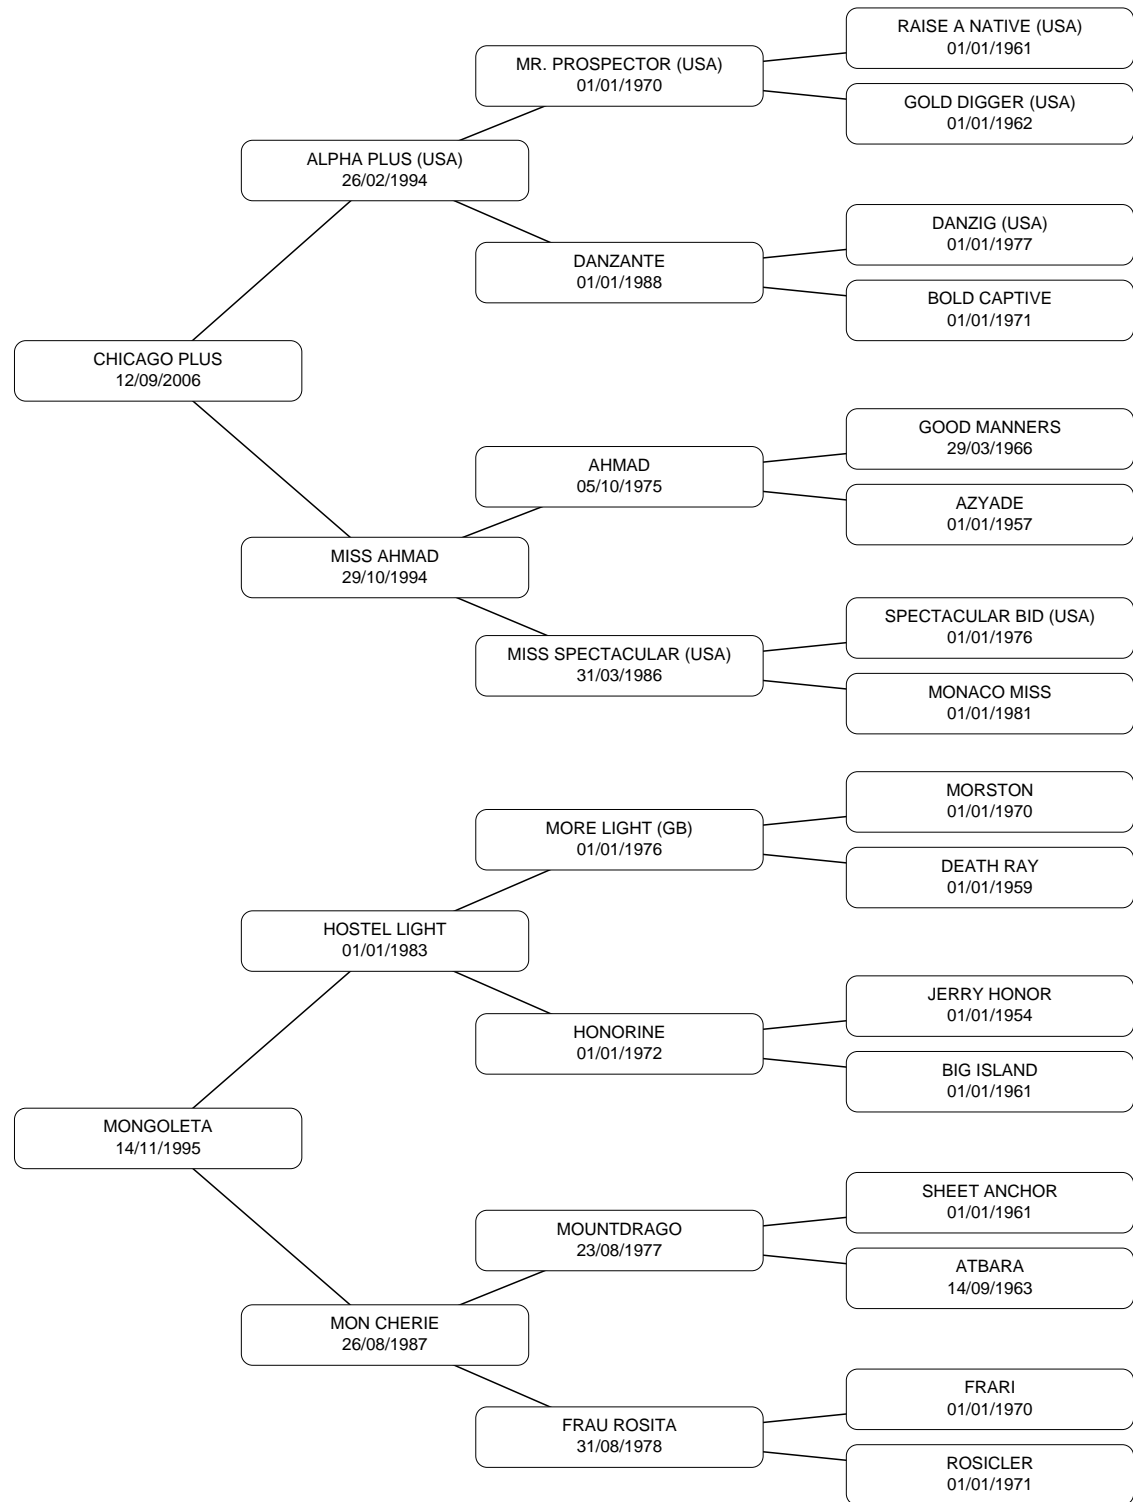 RAISE A NATIVE (USA)
01/01/1961
MR. PROSPECTOR (USA)
01/01/1970
GOLD DIGGER (USA)
01/01/1962
ALPHA PLUS (USA)
26/02/1994
DANZIG (USA)
01/01/1977
DANZANTE
01/01/1988
BOLD CAPTIVE
01/01/1971
CHICAGO PLUS
12/09/2006
GOOD MANNERS
29/03/1966
AHMAD
05/10/1975
AZYADE
01/01/1957
MISS AHMAD
29/10/1994
SPECTACULAR BID (USA)
01/01/1976
MISS SPECTACULAR (USA)
31/03/1986
MONACO MISS
01/01/1981
MORSTON
01/01/1970
MORE LIGHT (GB)
01/01/1976
DEATH RAY
01/01/1959
HOSTEL LIGHT
01/01/1983
JERRY HONOR
01/01/1954
HONORINE
01/01/1972
BIG ISLAND
01/01/1961
MONGOLETA
14/11/1995
SHEET ANCHOR
01/01/1961
MOUNTDRAGO
23/08/1977
ATBARA
14/09/1963
MON CHERIE
26/08/1987
FRARI
01/01/1970
FRAU ROSITA
31/08/1978
ROSICLER
01/01/1971